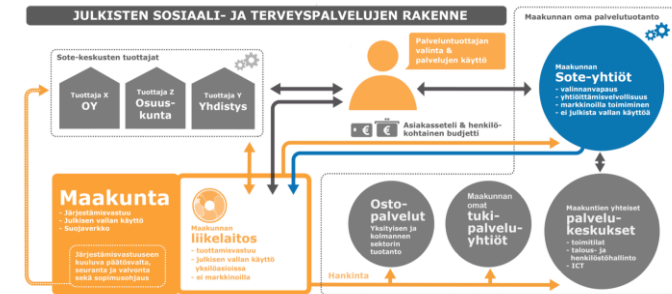 JULKISTEN SOSIAALI- JA TERVEYSPALVELUJEN RAKENNE
Maakunnan oma palvelutuotanto
Sote-keskusten tuottajat
Tuottaja X
OY
Tuottaja Z
Osuus-
kunta
Tuottaja Y
Yhdistys
Palveluntuottajan
valinta &
palvelujen käyttö
Maakunnan
Sote-yhtiöt
- valinnanvapaus
- yhtiöittämisvelvollisuus
- markkinoilla toimiminen
- ei julkista vallan käyttöä
€ €
Asiakasseteli & henkilö-
kohtainen budjetti
Maakunta
- Järjestämisvastuu
- Julkisen vallan käyttö
- Suojaverkko
Järjestämisvastuuseen
kuuluva päätösvalta,
seuranta ja valvonta
sekä sopimusohjaus
Maakunnan
liikelaitos
- tuottamisvastuu
- julkisen vallan käyttö
yksilöasioissa
- ei markkinoilla
Osto-
palvelut
Yksityisen ja
kolmannen
sektorin
tuotanto
Maakunnan
omat
tuki-
palvelu-
yhtiöt
Maakuntien yhteiset
palvelu-
keskukset
- toimitilat
- talous- ja
henkilöstöhallinto
- ICT
Hankinta